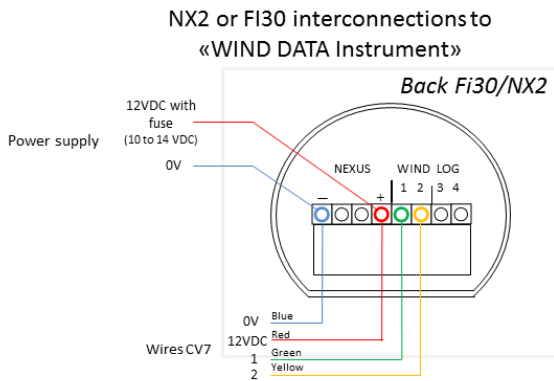 NX2 or FI30 interconnections to
«WIND DATA Instrument»
Back Fi30/NX2
12VDC with
fuse
(10 to 14 VDC)
Power supply
0V
NEXUS WIND LOG
1 2 3 4
− +
0V Blue
12VDC Red
Wires CV7
1 Green
2 Yellow